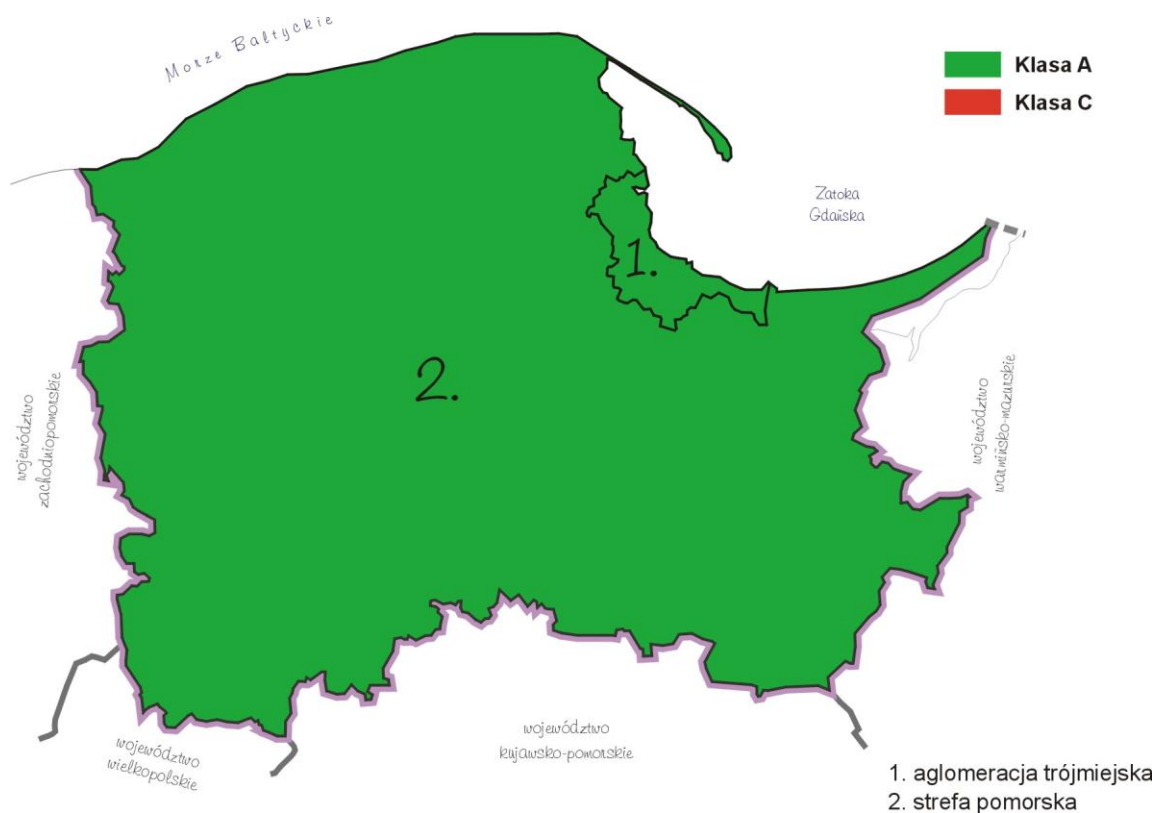 Morze Bałtyckie
Klasa A
Klasa C
Zatoka
Gdańska
1.
2.
województwo
zachodniopomorskie
województwo
warmińsko-mazurskie
województwo
wielkopolskie
województwo
kujawsko-pomorskie
1. aglomeracja trójmiejska
2. strefa pomorska